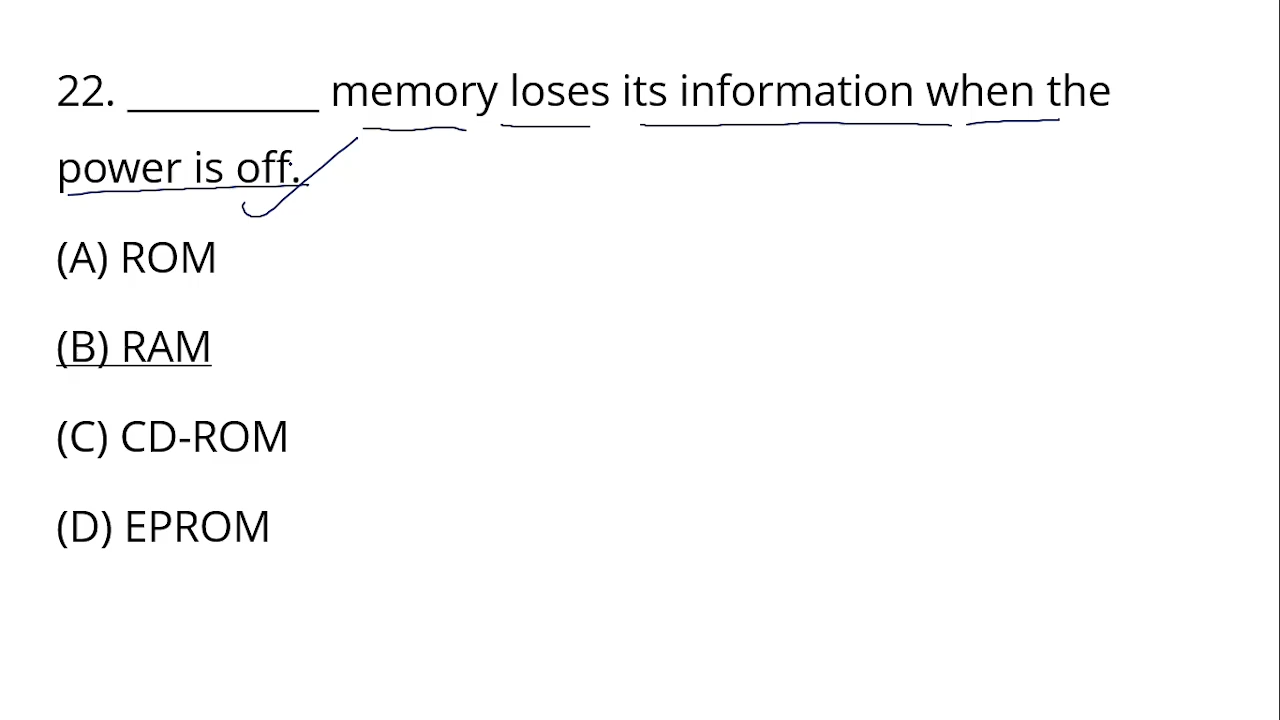 22. __________ memory loses its information when the
power is off.
(A) ROM
(B) RAM
(C) CD-ROM
(D) EPROM